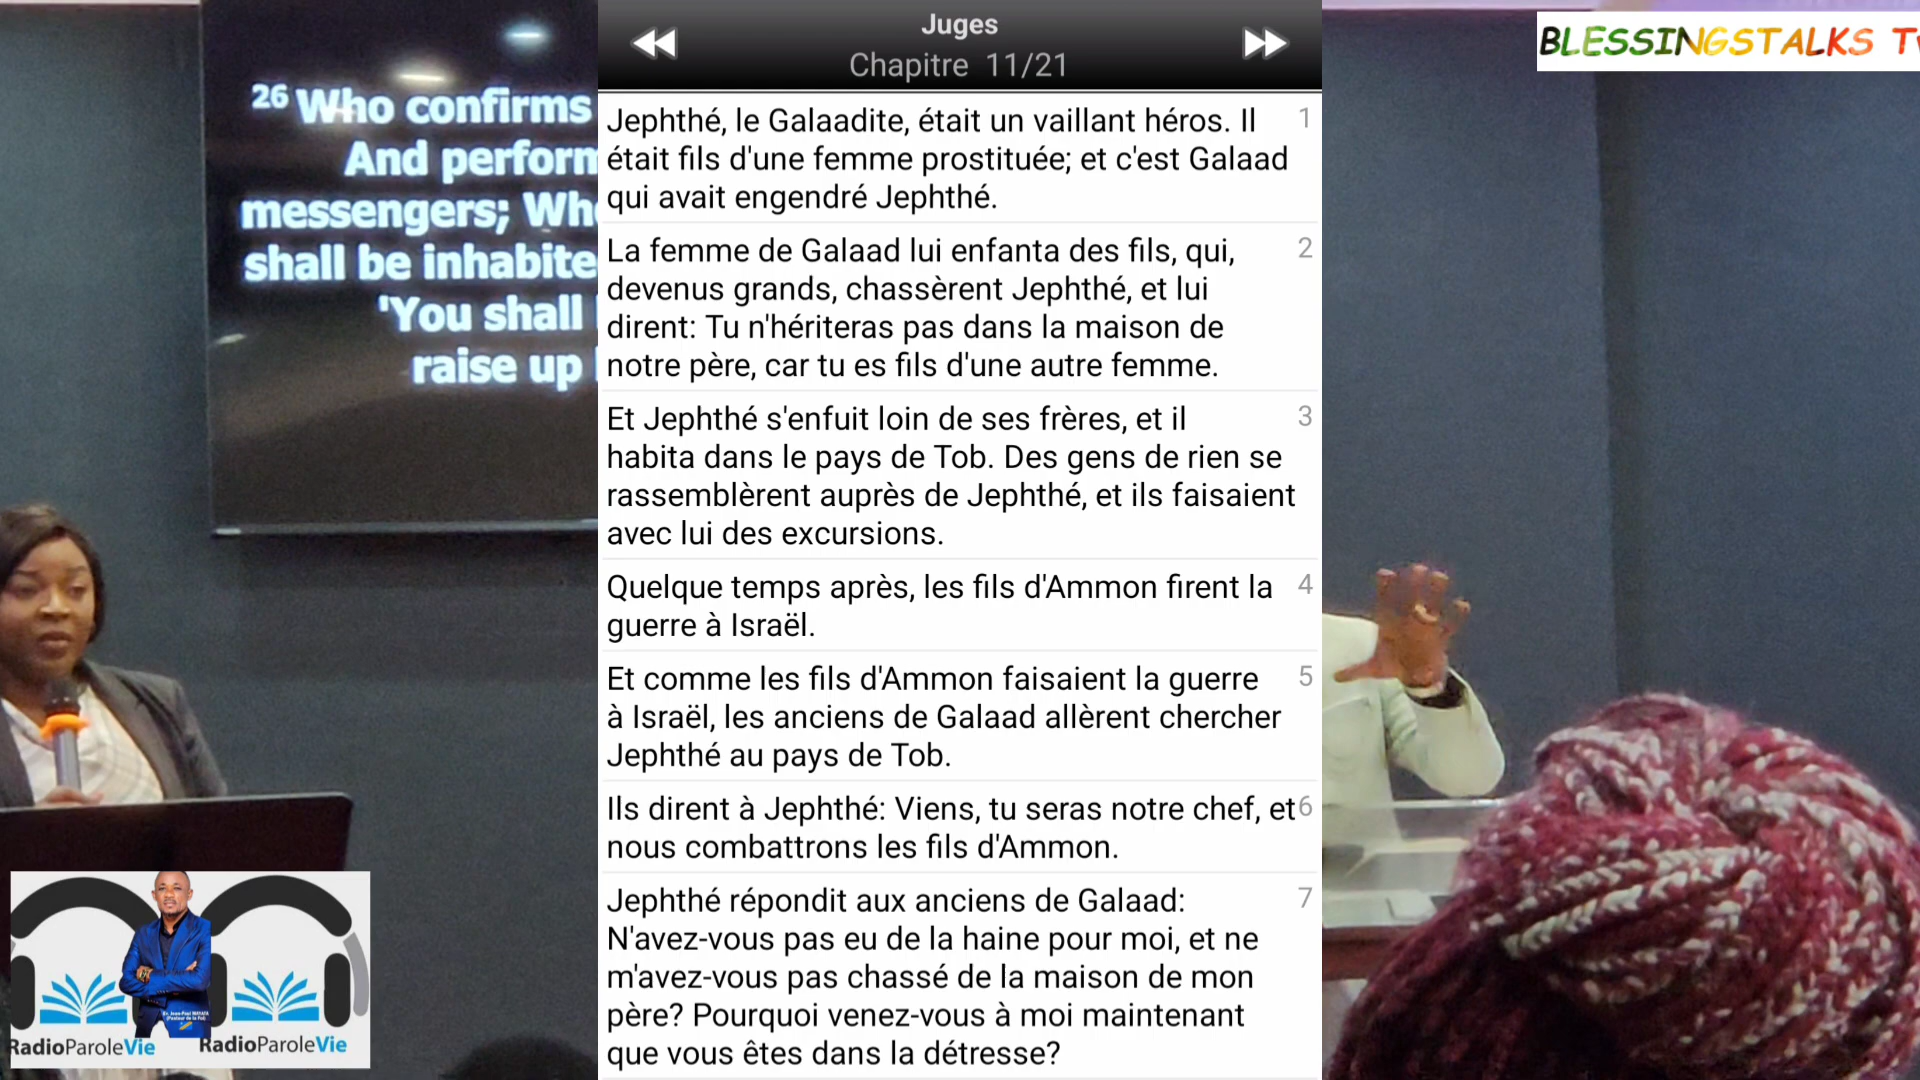 26 Who confirms
And perform
messengers; Who
shall be inhabite
'You shall
raise up
Juges
Chapitre 11/21
Jephthé, le Galaadite, était un vaillant héros. Il 1
était fils d'une femme prostituée; et c'est Galaad
qui avait engendré Jephthé.
La femme de Galaad lui enfanta des fils, qui, 2
devenus grands, chassèrent Jephthé, et lui
dirent: Tu n'hériteras pas dans la maison de
notre père, car tu es fils d'une autre femme.
Et Jephthé s'enfuit loin de ses frères, et il 3
habita dans le pays de Tob. Des gens de rien se
rassemblèrent auprès de Jephthé, et ils faisaient
avec lui des excursions.
Quelque temps après, les fils d'Ammon firent la 4
guerre à Israël.
Et comme les fils d'Ammon faisaient la guerre 5
à Israël, les anciens de Galaad allèrent chercher
Jephthé au pays de Tob.
Ils dirent à Jephthé: Viens, tu seras notre chef, et 6
nous combattrons les fils d'Ammon.
Jephthé répondit aux anciens de Galaad: 7
N'avez-vous pas eu de la haine pour moi, et ne
m'avez-vous pas chassé de la maison de mon
père? Pourquoi venez-vous à moi maintenant
que vous êtes dans la détresse?
BLESSINGSTALKS TV
RadioParoleVie
RadioParoleVie